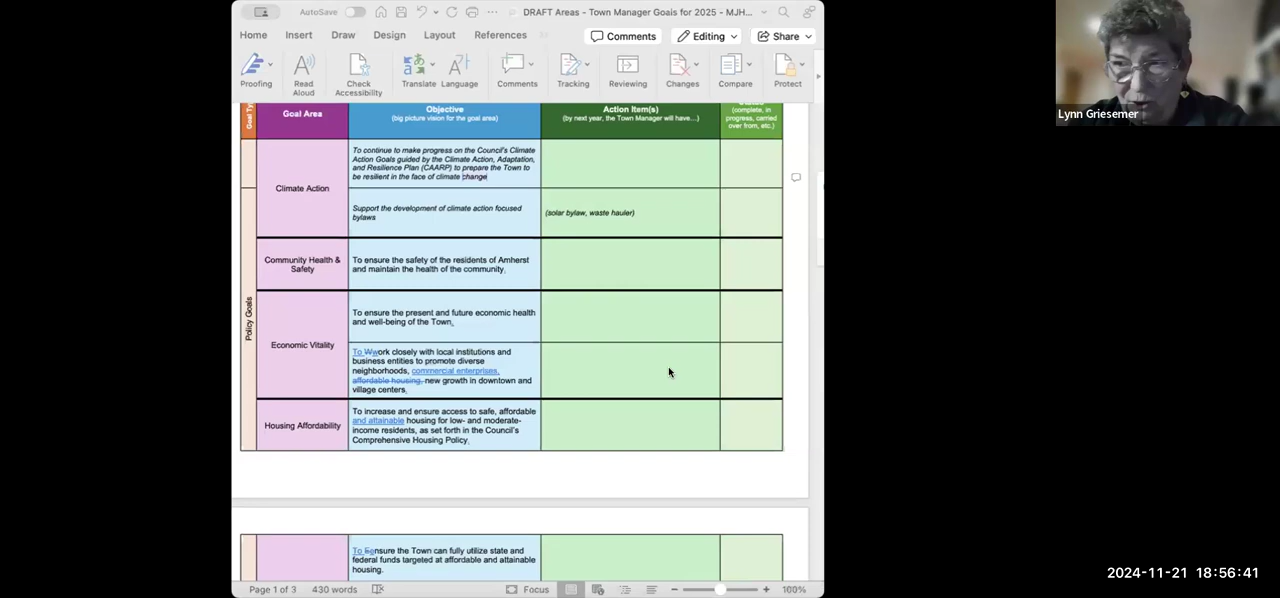 AutoSave
DRAFT Areas - Town Manager Goals for 2025 - MJH...
Home Insert Draw Design Layout References
Comments Editing Share
Proofing Read Aloud Check Accessibility Translate Language Comments Tracking Reviewing Changes Compare Protect
Goal Area
Objective
(big picture vision for the goal area)
Action Item(s)
(by next year, the Town Manager will have...)
(complete, in
progress, carried
over from, etc.)
Policy Goals
Climate Action
To continue to make progress on the Council's Climate
Action Goals guided by the Climate Action, Adaptation,
and Resilience Plan (CAARP) to prepare the Town to
be resilient in the face of climate change
Support the development of climate action focused
bylaws
(solar bylaw, waste hauler)
Community Health &
Safety
To ensure the safety of the residents of Amherst
and maintain the health of the community.
Economic Vitality
To ensure the present and future economic health
and well-being of the Town.
To Wwork closely with local institutions and
business entities to promote diverse
neighborhoods, commercial enterprises,
affordable housing, new growth in downtown and
village centers.
Housing Affordability
To increase and ensure access to safe, affordable
and attainable housing for low- and moderate-
income residents, as set forth in the Council's
Comprehensive Housing Policy.
To Eensure the Town can fully utilize state and
federal funds targeted at affordable and attainable
housing.
Page 1 of 3 430 words Focus 100%
Lynn Griesemer
2024-11-21 18:56:41